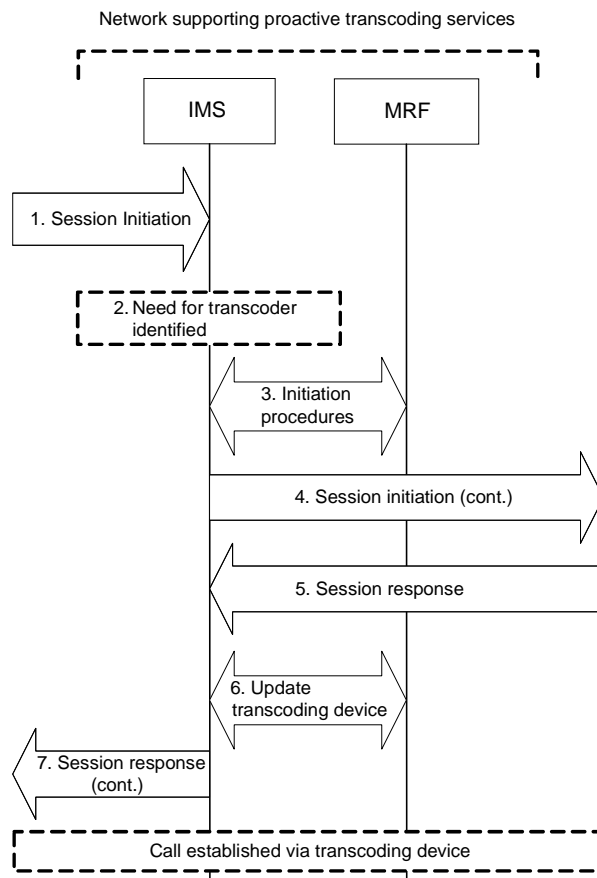 Network supporting proactive transcoding services
IMS
MRF
1. Session Initiation
2. Need for transcoder
identified
3. Initiation
procedures
4. Session initiation (cont.)
5. Session response
6. Update
transcoding device
7. Session response
(cont.)
Call established via transcoding device